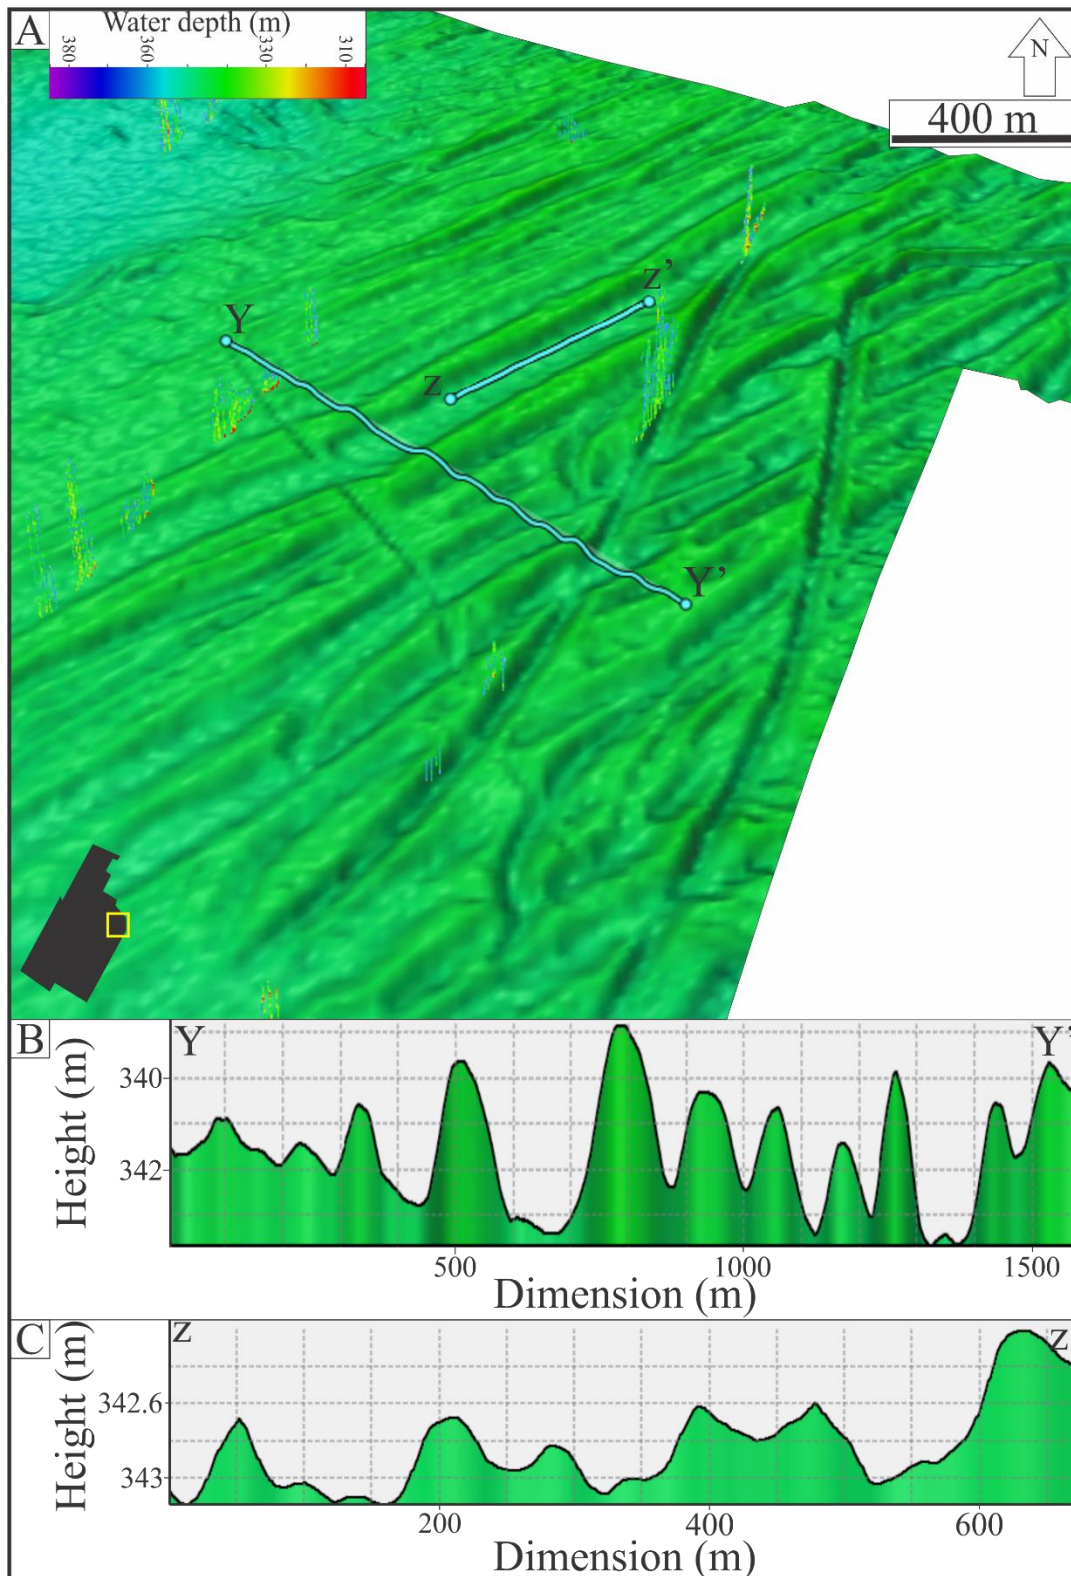 A
Water depth (m)
380 360 330 310
N
400 m
Y
z'
z
Y'
B
Y
Y'
Height (m)
340
342
500 1000 1500
Dimension (m)
C
Z
Z
Height (m)
342.6
343
200 400 600
Dimension (m)